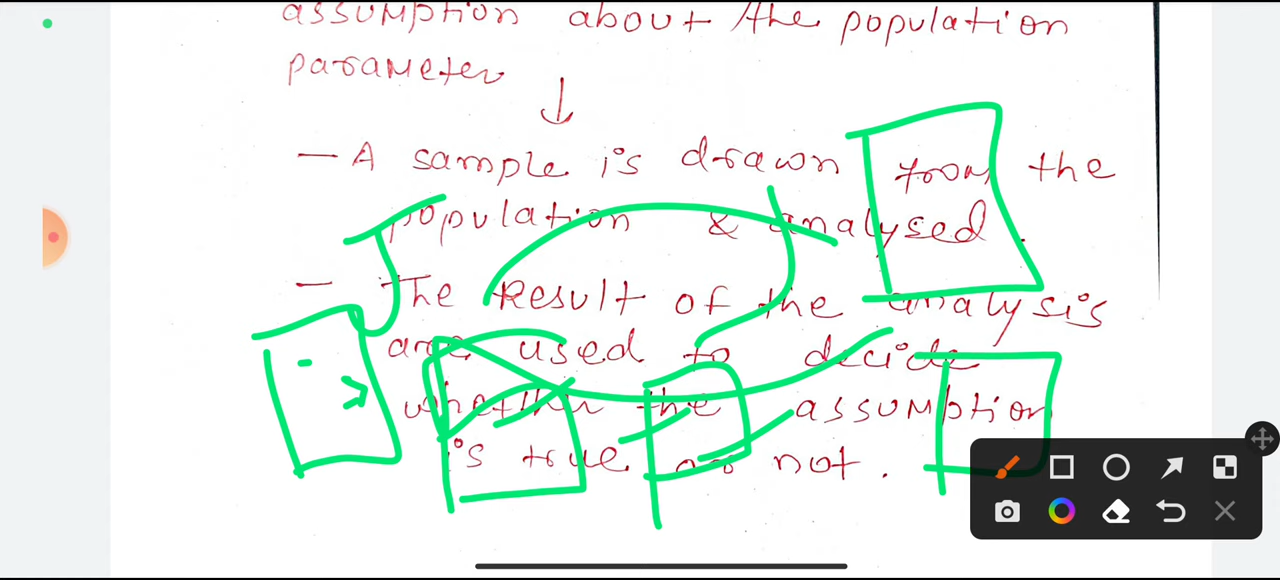 assumption about the population
parameter
↓
- A sample is drawn from the
population & analysed.
- The Result of the analysis
are used to decide
whether the assumption
is true or not.